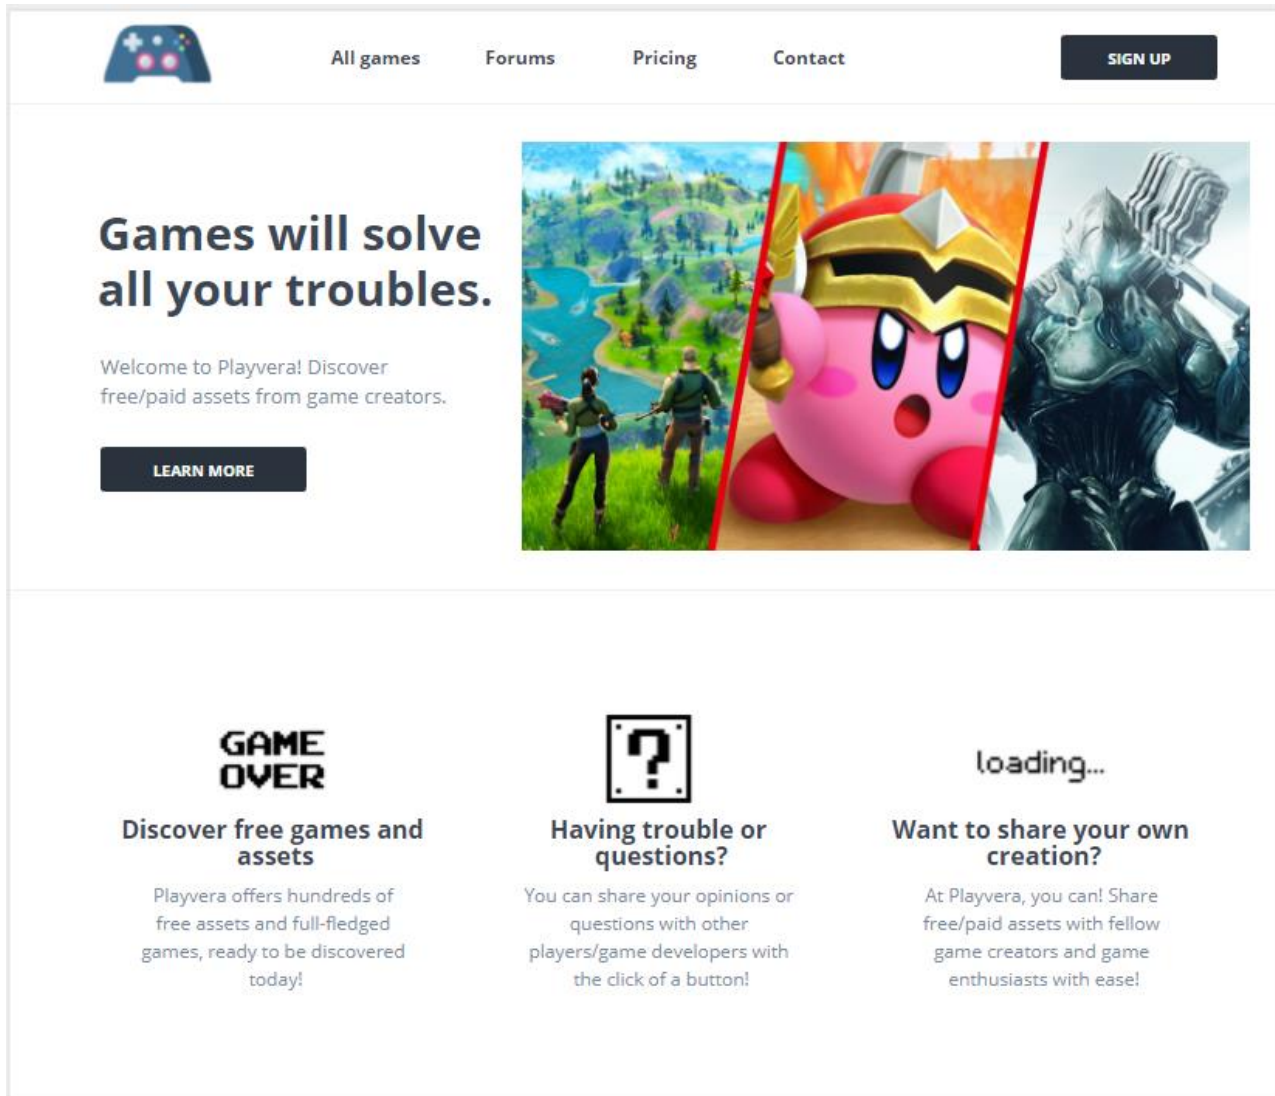 All games
Forums
Pricing
Contact
SIGN UP
Games will solve
all your troubles.
Welcome to Playvera! Discover
free/paid assets from game creators.
LEARN MORE
GAME
OVER
Discover free games and
assets
Playvera offers hundreds of
free assets and full-fledged
games, ready to be discovered
today!
?
Having trouble or
questions?
You can share your opinions or
questions with other
players/game developers with
the click of a button!
loading...
Want to share your own
creation?
At Playvera, you can! Share
free/paid assets with fellow
game creators and game
enthusiasts with ease!